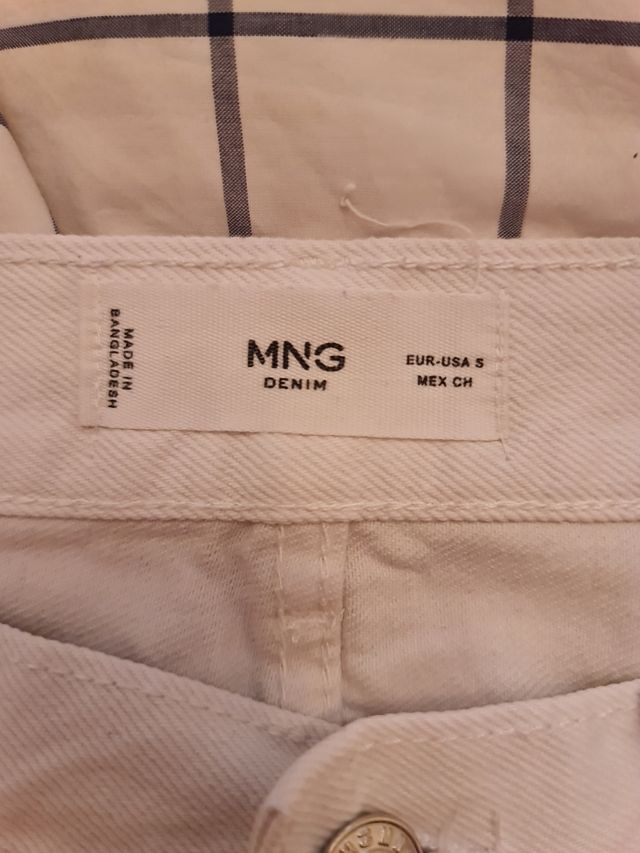 MADE IN
BANGLADESH
MNG
DENIM
EUR-USA S
MEX CH